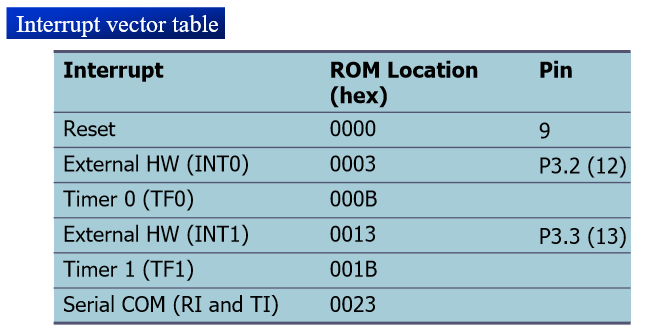 Interrupt vector table
Interrupt ROM Location (hex) Pin
Reset 0000 9
External HW (INT0) 0003 P3.2 (12)
Timer 0 (TF0) 000B
External HW (INT1) 0013 P3.3 (13)
Timer 1 (TF1) 001B
Serial COM (RI and TI) 0023